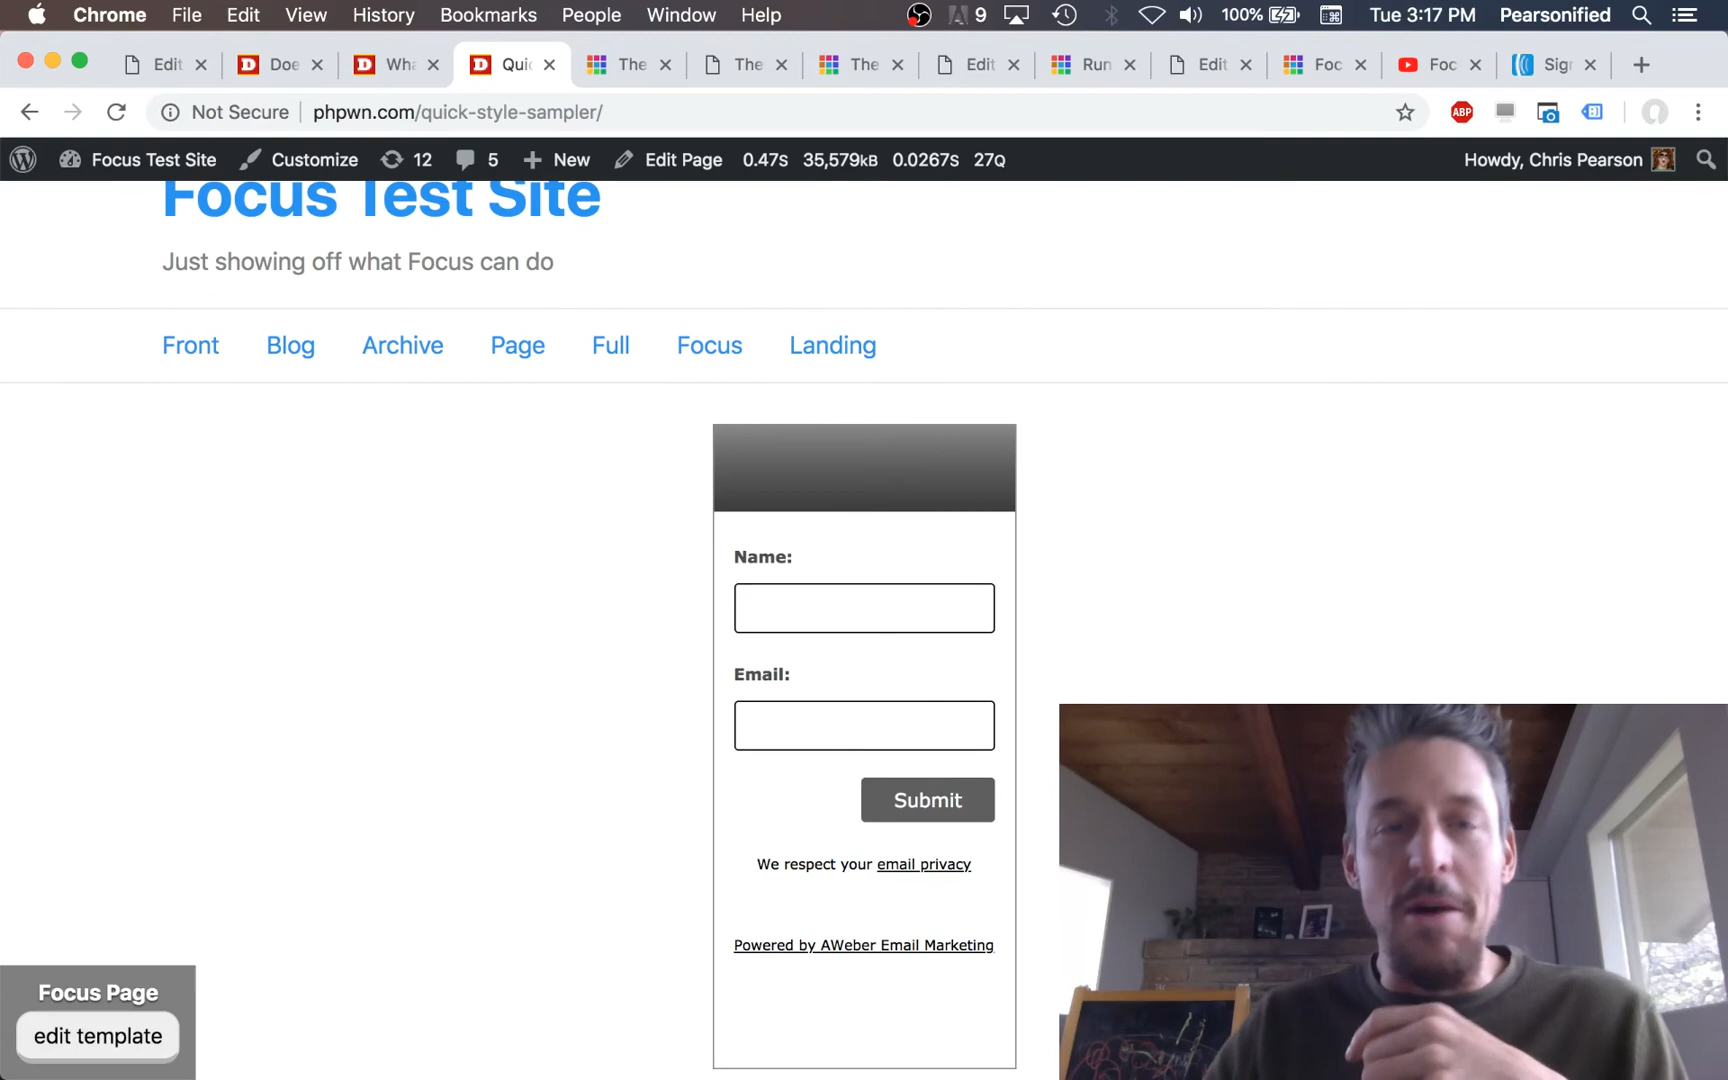 Chrome File Edit View History Bookmarks People Window Help 9 100% Tue 3:17 PM Pearsonified
Edit Doe Wha Quic The The The Edit Run Edit Foc Foc Sigr
Not Secure phpwn.com/quick-style-sampler/ ABP
Focus Test Site Customize 12 5 New Edit Page 0.47S 35,579kB 0.0267S 27Q Howdy, Chris Pearson
Focus Test Site
Just showing off what Focus can do
Front Blog Archive Page Full Focus Landing
Name:
Email:
Submit
We respect your email privacy
Powered by AWeber Email Marketing
Focus Page
edit template